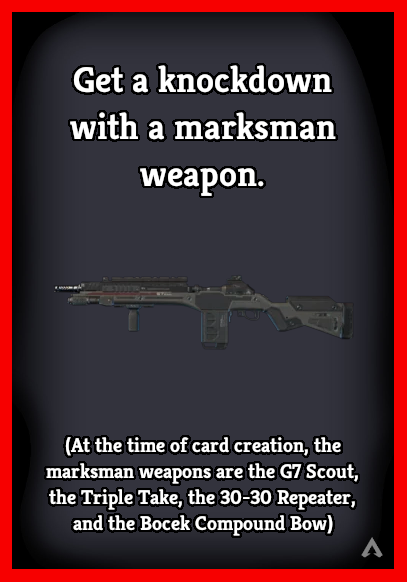 Get a knockdown
with a marksman
weapon.
(At the time of card creation, the
marksman weapons are the G7 Scout,
the Triple Take, the 30-30 Repeater,
and the Bocek Compound Bow)